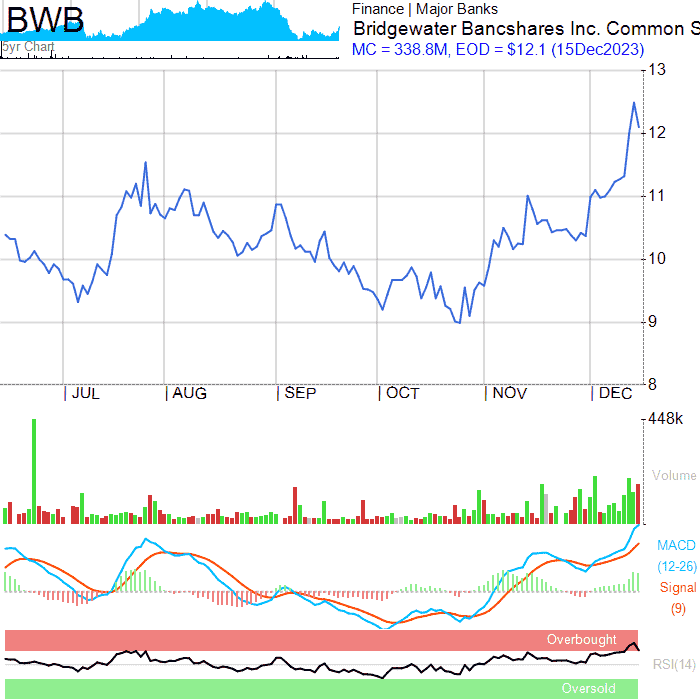 BWB
5yr Chart
Finance | Major Banks
Bridgewater Bancshares Inc. Common S
MC = 338.8M, EOD = $12.1 (15Dec2023)
13
12
11
10
9
8
JUL AUG SEP OCT NOV DEC
448k
Volume
MACD
(12-26)
Signal
(9)
Overbought
RSI(14)
Oversold